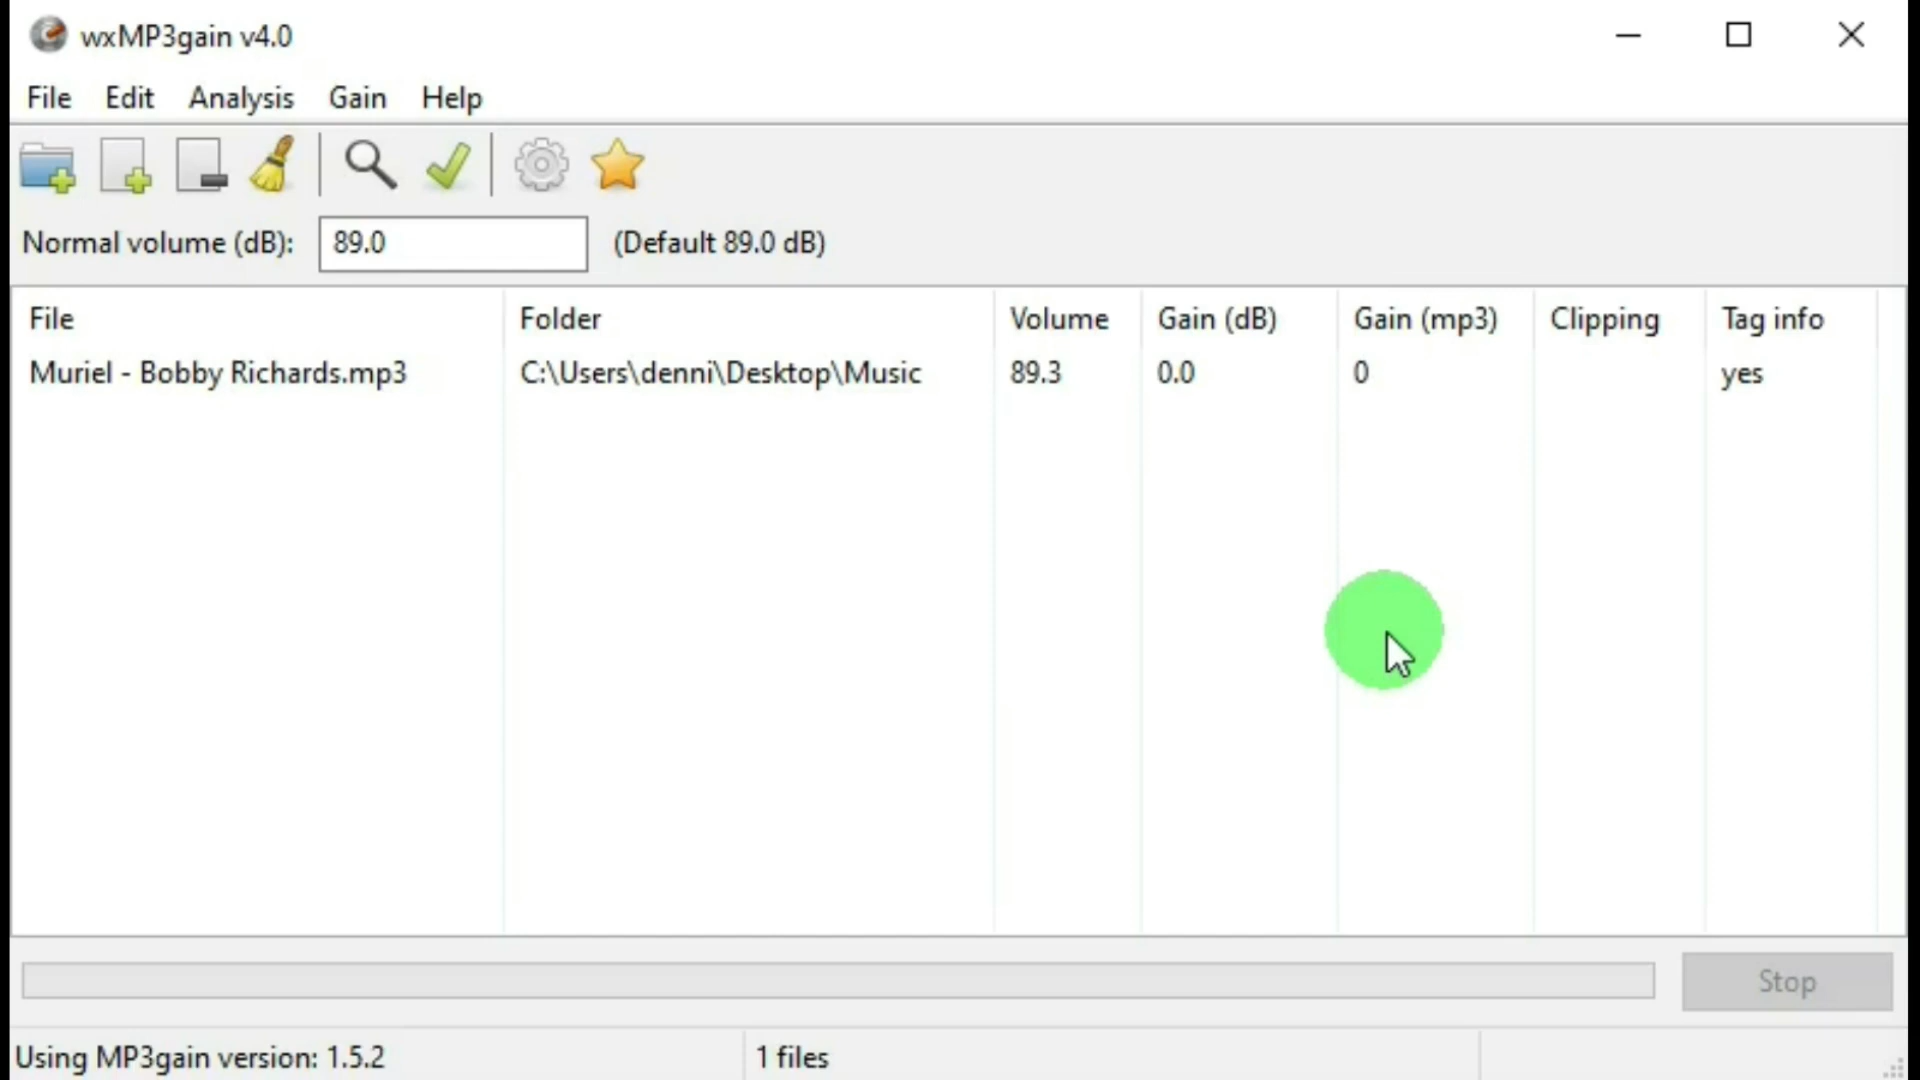 wxMP3gain v4.0
File Edit Analysis Gain Help
Normal volume (dB): 89.0 (Default 89.0 dB)
File Folder Volume Gain (dB) Gain (mp3) Clipping Tag info
Muriel - Bobby Richards.mp3 C:\Users\denni\Desktop\Music 89.3 0.0 0 yes
Stop
Using MP3gain version: 1.5.2 1 files